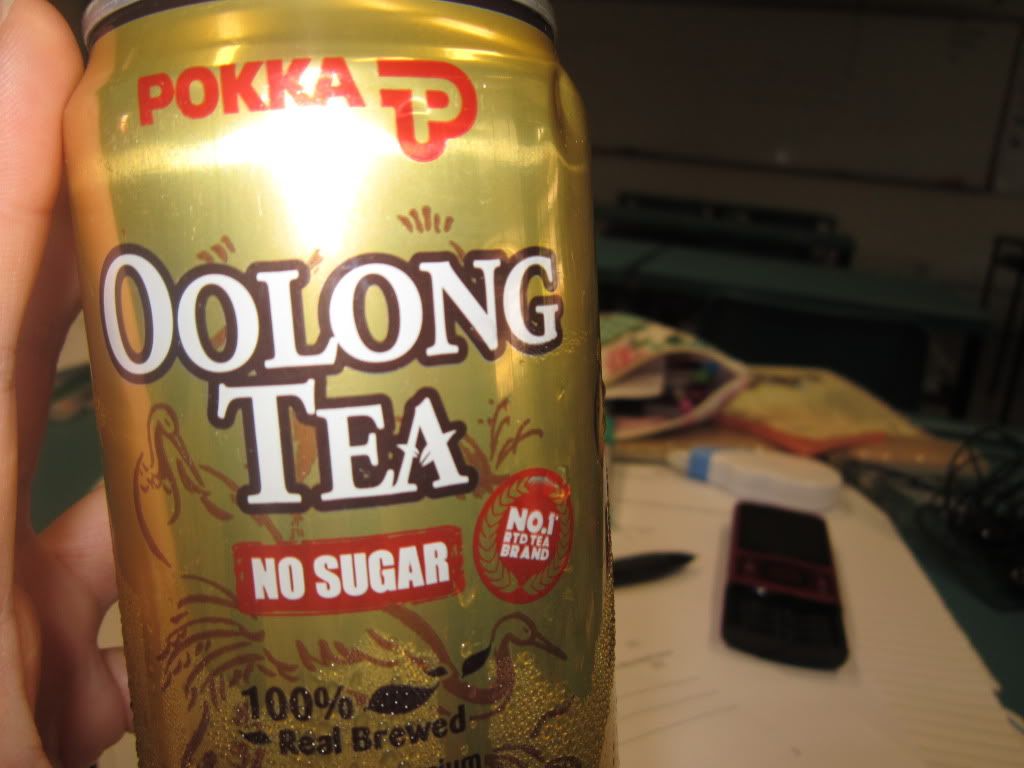 POKKA
OOLONG
TEA
NO SUGAR
NO.1
RTD TEA
BRAND
100%
Real Brewed